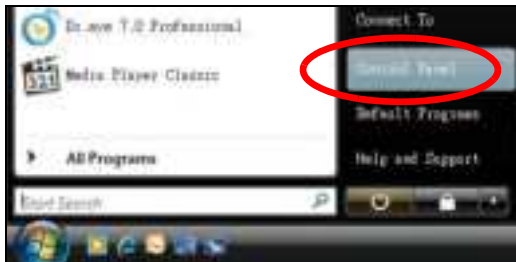 Dr.eye 7.0 Professional
Media Player Classic
All Programs
Start Search
Connect To
Control Panel
Default Programs
Help and Support